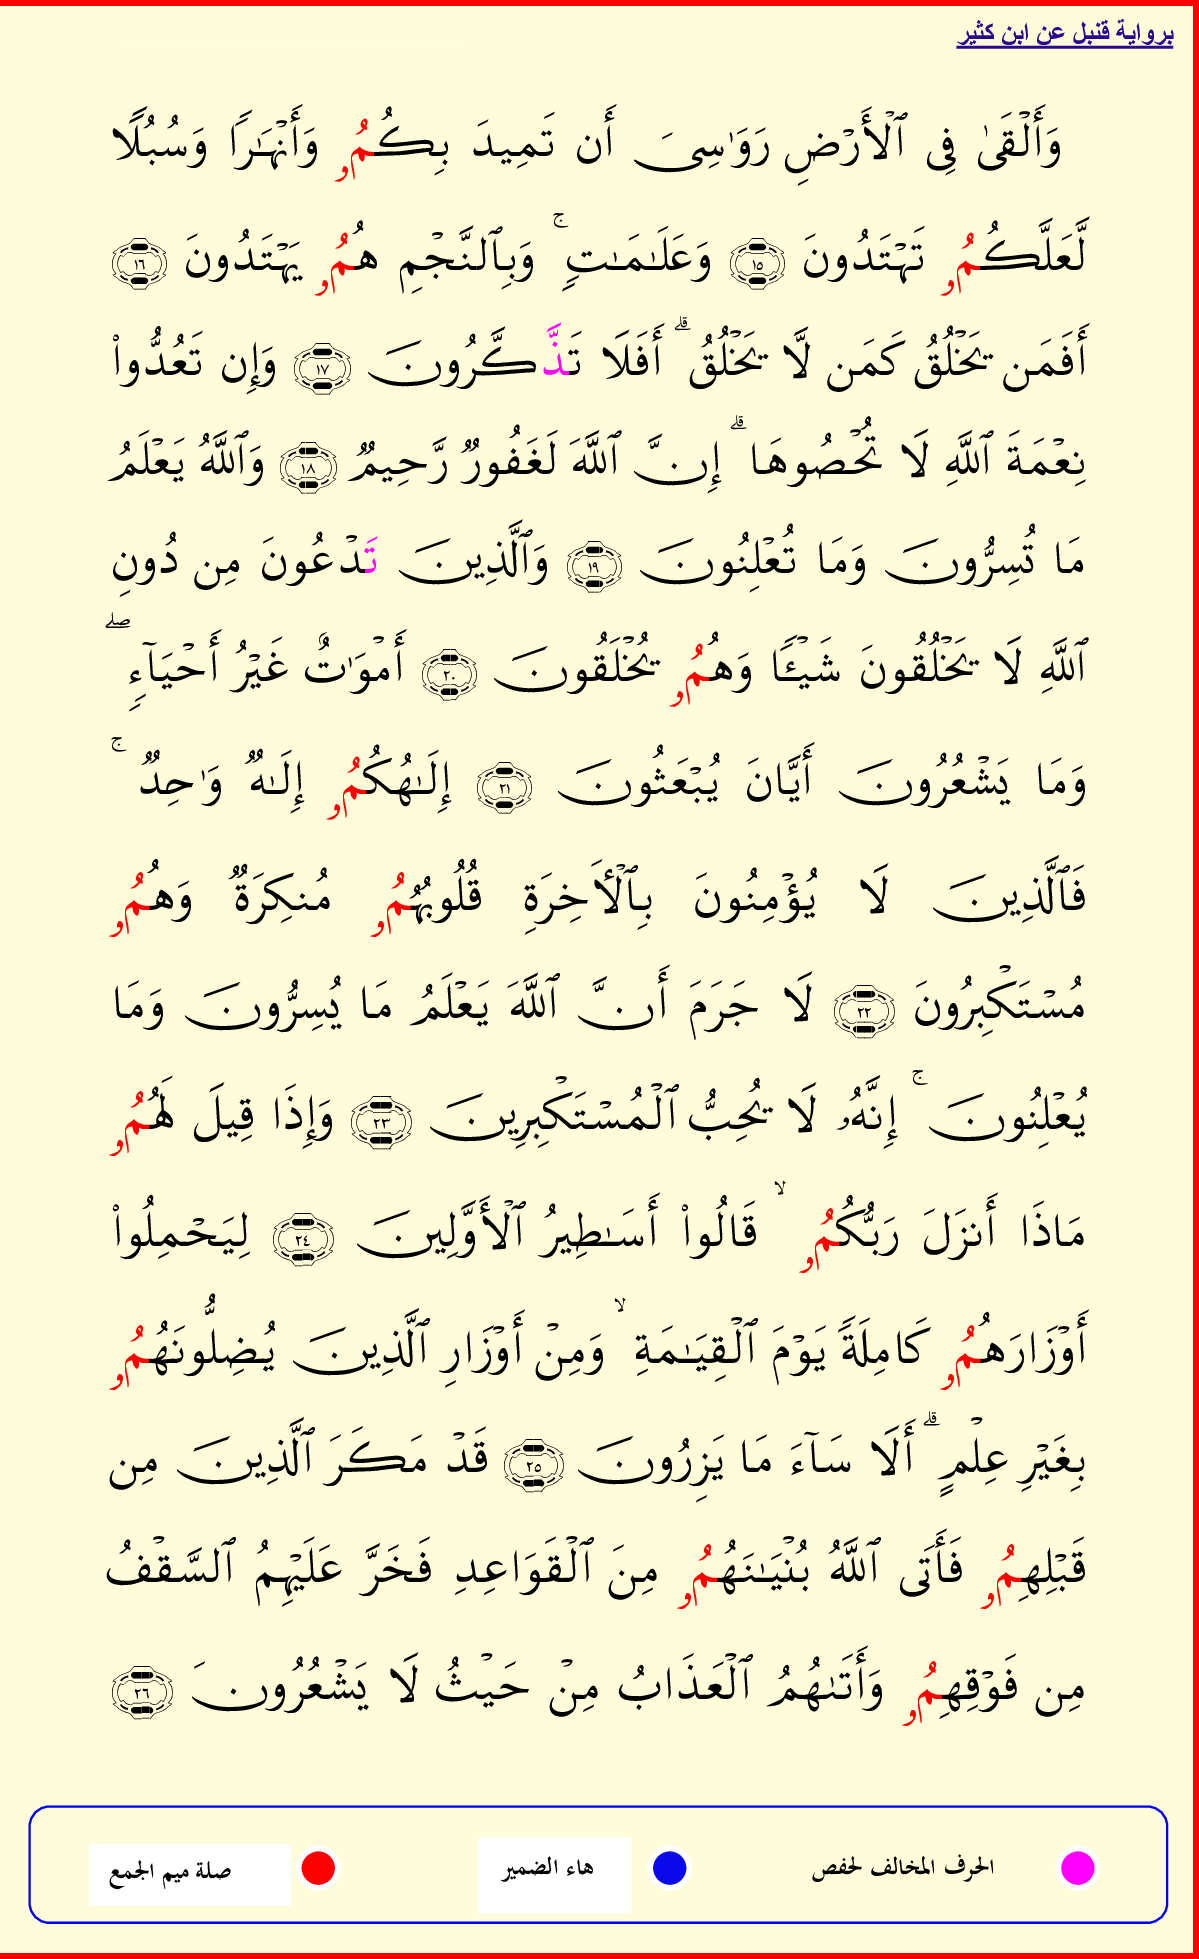 برواية قنبل عن ابن كثير
وَأَلْقَىٰ فِى ٱلْأَرْضِ رَوَٰسِىَ أَن تَمِيدَ بِكُمُۥ وَأَنْهَٰرًا وَسُبُلًا
لَّعَلَّكُمُۥ تَهْتَدُونَ ١٥ وَعَلَٰمَٰتٍۚ وَبِٱلنَّجْمِ هُمُۥ يَهْتَدُونَ ١٦
أَفَمَن يَخْلُقُ كَمَن لَّا يَخْلُقُۗ أَفَلَا تَذَّكَّرُونَ ١٧ وَإِن تَعُدُّوا۟
نِعْمَةَ ٱللَّهِ لَا تُحْصُوهَاۗ إِنَّ ٱللَّهَ لَغَفُورٌ رَّحِيمٌ ١٨ وَٱللَّهُ يَعْلَمُ
مَا تُسِرُّونَ وَمَا تُعْلِنُونَ ١٩ وَٱلَّذِينَ تَدْعُونَ مِن دُونِ
ٱللَّهِ لَا يَخْلُقُونَ شَيْـًٔا وَهُمُۥ يُخْلَقُونَ ٢٠ أَمْوَٰتٌ غَيْرُ أَحْيَآءٍۖ
وَمَا يَشْعُرُونَ أَيَّانَ يُبْعَثُونَ ٢١ إِلَٰهُكُمُۥ إِلَٰهٌ وَٰحِدٌۚ
فَٱلَّذِينَ لَا يُؤْمِنُونَ بِٱلْأَخِرَةِ قُلُوبُهُمُۥ مُنكِرَةٌ وَهُمُۥ
مُسْتَكْبِرُونَ ٢٢ لَا جَرَمَ أَنَّ ٱللَّهَ يَعْلَمُ مَا يُسِرُّونَ وَمَا
يُعْلِنُونَۚ إِنَّهُۥ لَا يُحِبُّ ٱلْمُسْتَكْبِرِينَ ٢٣ وَإِذَا قِيلَ لَهُمُۥ
مَاذَا أَنزَلَ رَبُّكُمُۥۙ قَالُوا۟ أَسَٰطِيرُ ٱلْأَوَّلِينَ ٢٤ لِيَحْمِلُوا۟
أَوْزَارَهُمُۥ كَامِلَةً يَوْمَ ٱلْقِيَٰمَةِۙ وَمِنْ أَوْزَارِ ٱلَّذِينَ يُضِلُّونَهُمُۥ
بِغَيْرِ عِلْمٍۗ أَلَا سَآءَ مَا يَزِرُونَ ٢٥ قَدْ مَكَرَ ٱلَّذِينَ مِن
قَبْلِهِمُۥ فَأَتَى ٱللَّهُ بُنْيَٰنَهُمُۥ مِنَ ٱلْقَوَاعِدِ فَخَرَّ عَلَيْهِمُ ٱلسَّقْفُ
مِن فَوْقِهِمُۥ وَأَتَىٰهُمُ ٱلْعَذَابُ مِنْ حَيْثُ لَا يَشْعُرُونَ ٢٦
الحرف المخالف لحفص هاء الضمير صلة ميم الجمع